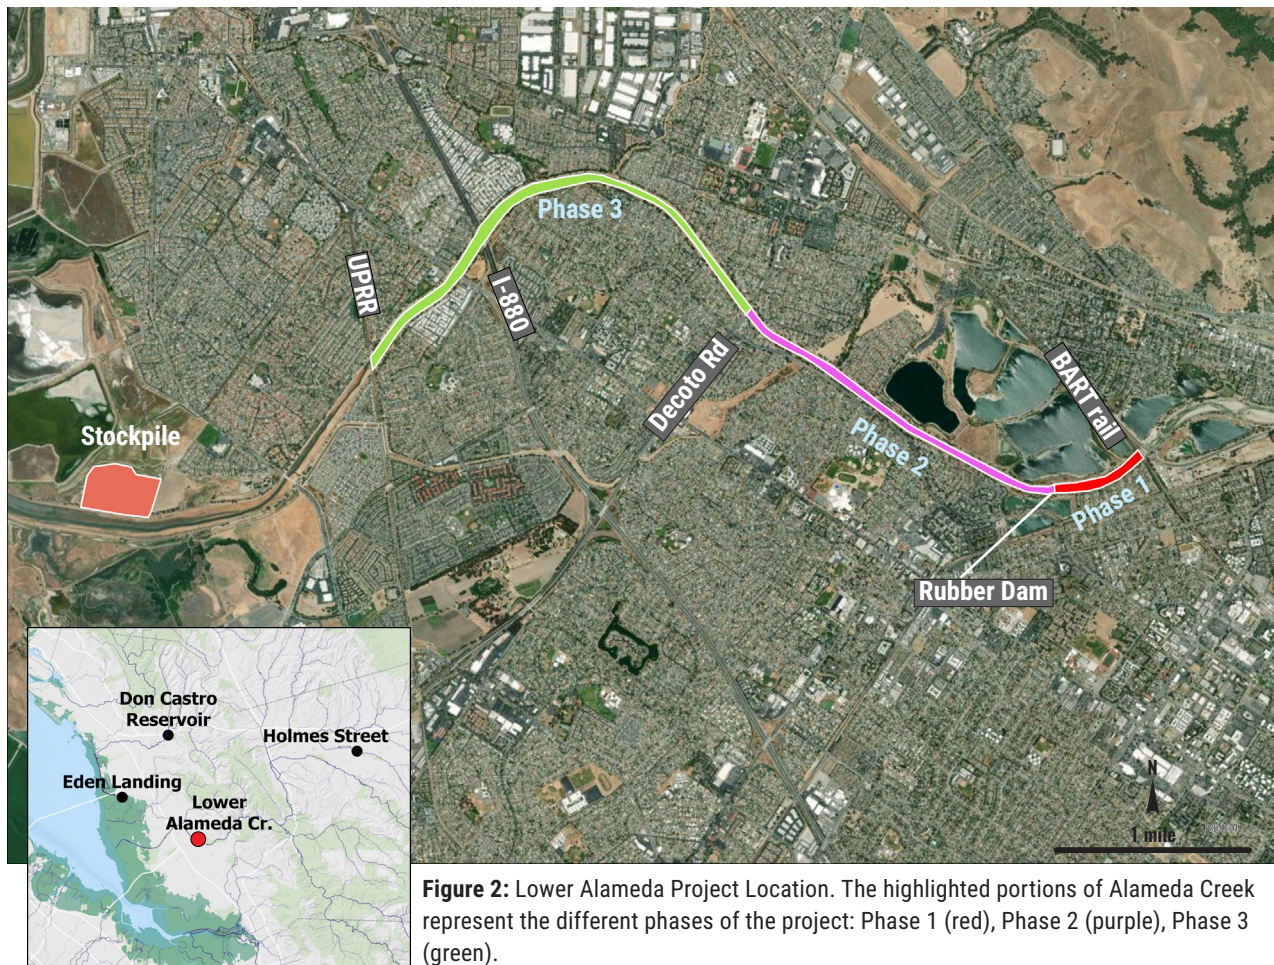 Phase 3
UPRR
I-880
Decoto Rd
BART rail
Stockpile
Phase 2
Phase 1
Rubber Dam
Don Castro
Reservoir
Holmes Street
Eden Landing
Lower
Alameda Cr.
N
1 mile
Figure 2: Lower Alameda Project Location. The highlighted portions of Alameda Creek
represent the different phases of the project: Phase 1 (red), Phase 2 (purple), Phase 3
(green).